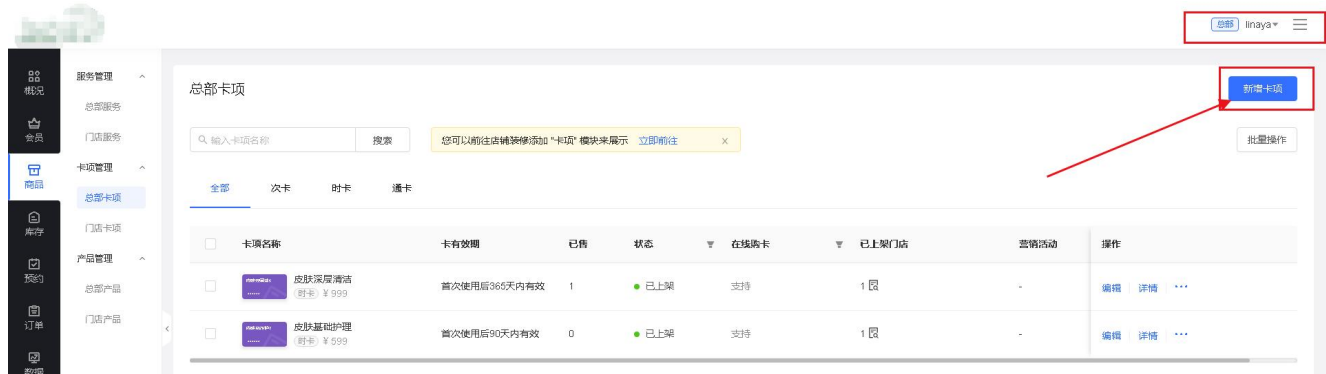 总部 linaya
概况
会员
商品
库存
预约
订单
数据
服务管理
总部服务
门店服务
卡项管理
总部卡项
门店卡项
产品管理
总部产品
门店产品
总部卡项
新增卡项
输入卡项名称 搜索 您可以前往店铺装修添加 "卡项" 模块来展示 立即前往 × 批量操作
全部 次卡 时卡 通卡
卡项名称 卡有效期 已售 状态 在线购卡 已上架门店 营销活动 操作
皮肤深层清洁
时卡 ¥ 999
首次使用后365天内有效 1 已上架 支持 1 - 编辑 详情 ···
皮肤基础护理
时卡 ¥ 599
首次使用后90天内有效 0 已上架 支持 1 - 编辑 详情 ···